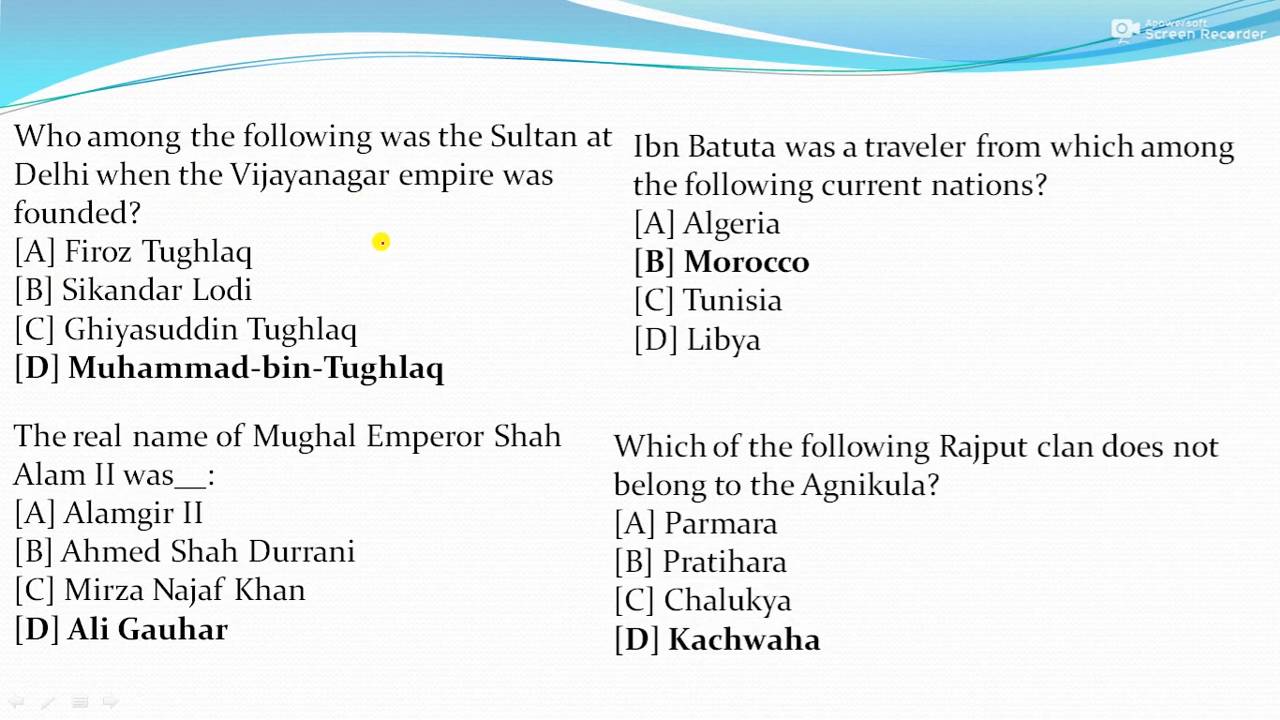 Apowersoft
Screen Recorder
Who among the following was the Sultan at
Delhi when the Vijayanagar empire was
founded?
[A] Firoz Tughlaq
[B] Sikandar Lodi
[C] Ghiyasuddin Tughlaq
[D] Muhammad-bin-Tughlaq
Ibn Batuta was a traveler from which among
the following current nations?
[A] Algeria
[B] Morocco
[C] Tunisia
[D] Libya
The real name of Mughal Emperor Shah
Alam II was__:
[A] Alamgir II
[B] Ahmed Shah Durrani
[C] Mirza Najaf Khan
[D] Ali Gauhar
Which of the following Rajput clan does not
belong to the Agnikula?
[A] Parmara
[B] Pratihara
[C] Chalukya
[D] Kachwaha